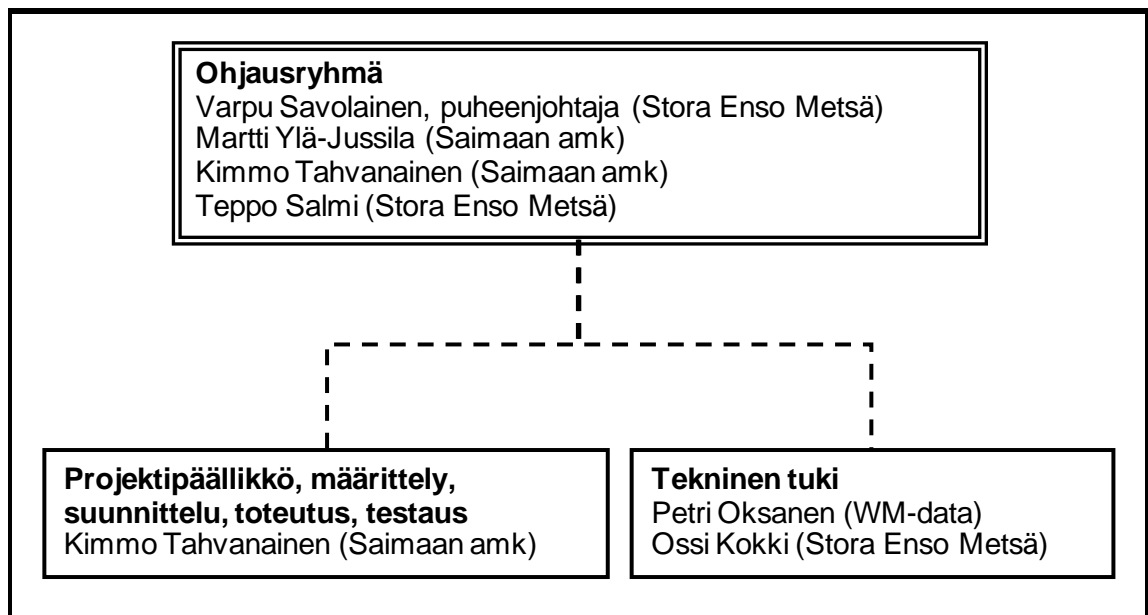 Ohjausryhmä
Varpu Savolainen, puheenjohtaja (Stora Enso Metsä)
Martti Ylä-Jussila (Saimaan amk)
Kimmo Tahvanainen (Saimaan amk)
Teppo Salmi (Stora Enso Metsä)
Projektipäällikkö, määrittely,
suunnittelu, toteutus, testaus
Kimmo Tahvanainen (Saimaan amk)
Tekninen tuki
Petri Oksanen (WM-data)
Ossi Kokki (Stora Enso Metsä)